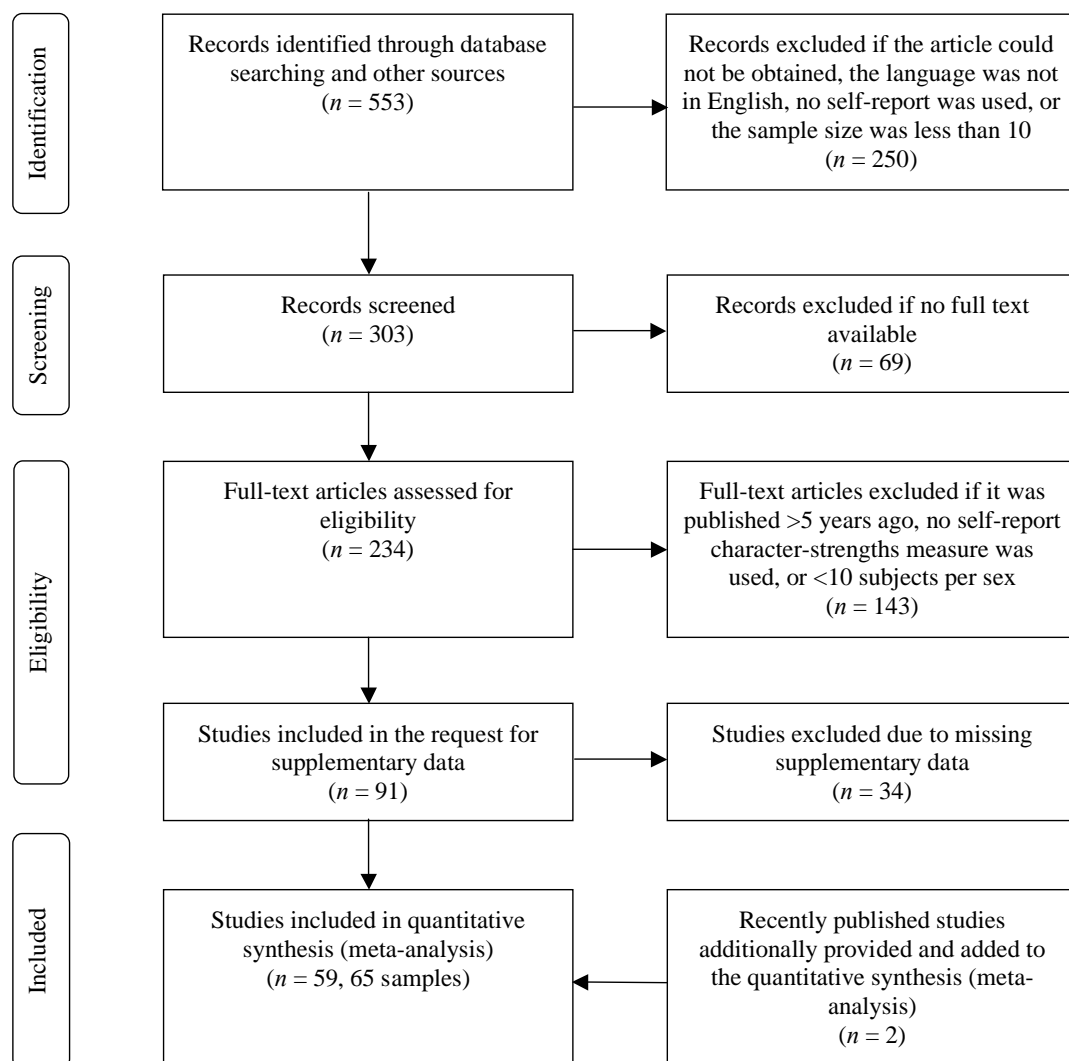 Identification
Records identified through database
searching and other sources
(n = 553)
Records excluded if the article could
not be obtained, the language was not
in English, no self-report was used, or
the sample size was less than 10
(n = 250)
Screening
Records screened
(n = 303)
Records excluded if no full text
available
(n = 69)
Eligibility
Full-text articles assessed for
eligibility
(n = 234)
Full-text articles excluded if it was
published >5 years ago, no self-report
character-strengths measure was
used, or <10 subjects per sex
(n = 143)
Studies included in the request for
supplementary data
(n = 91)
Studies excluded due to missing
supplementary data
(n = 34)
Included
Studies included in quantitative
synthesis (meta-analysis)
(n = 59, 65 samples)
Recently published studies
additionally provided and added to
the quantitative synthesis (meta-
analysis)
(n = 2)